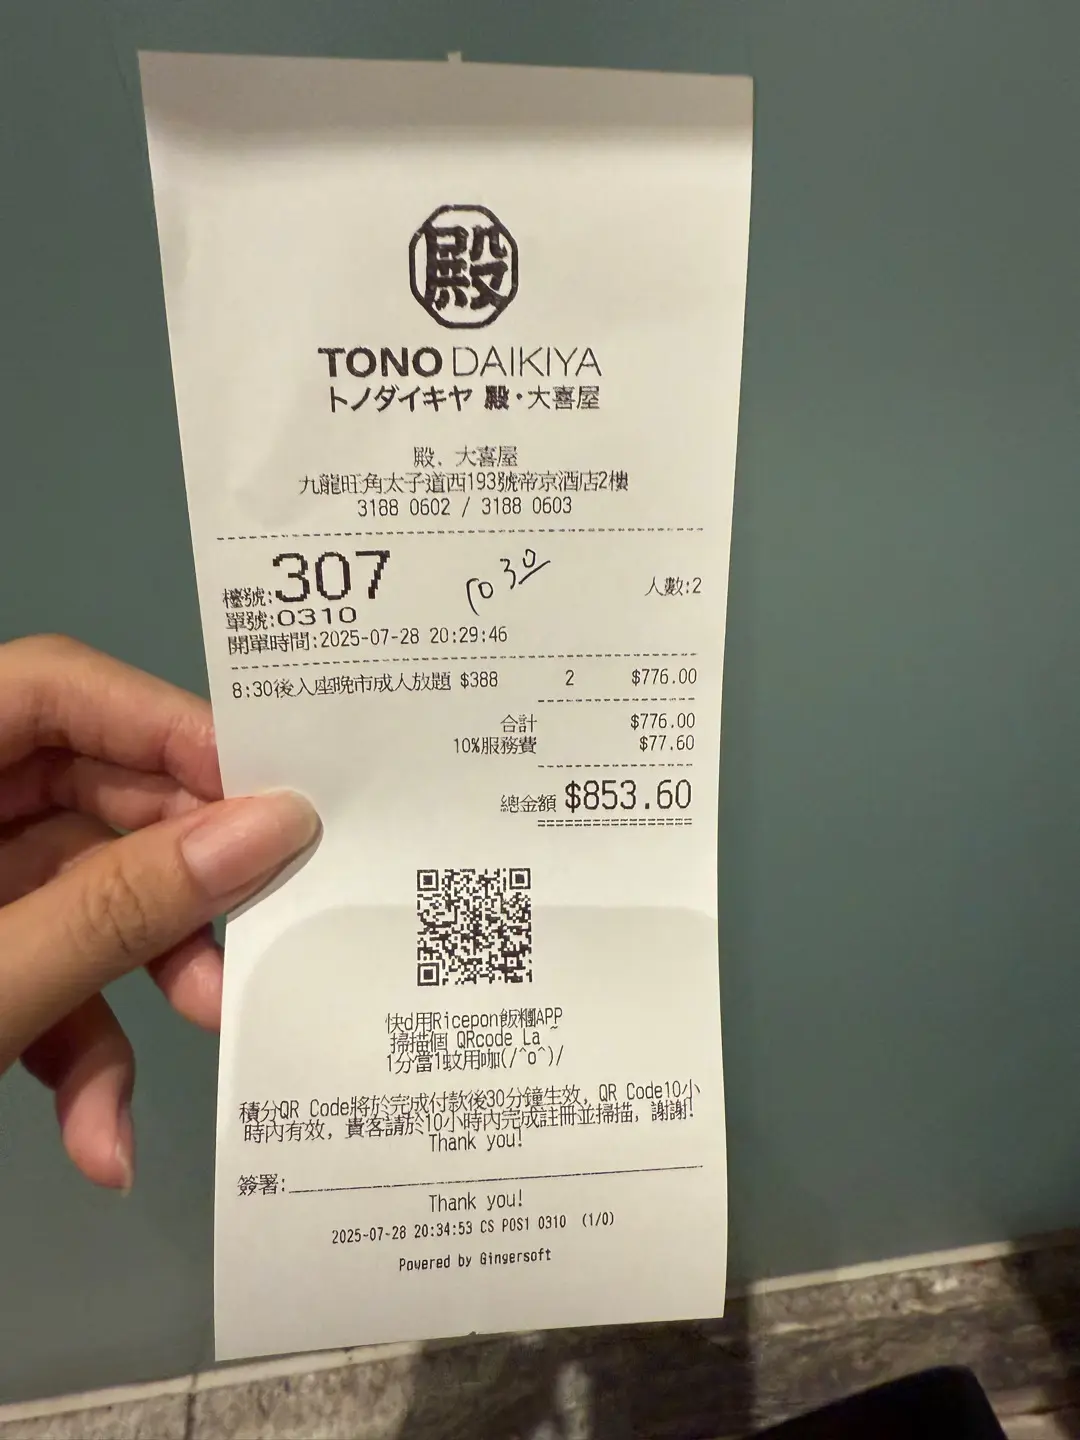 殿
TONO DAIKIYA
トノダイキヤ 殿・大喜屋
殿．大喜屋
九龍旺角太子道西193號帝京酒店2樓
3188 0602 / 3188 0603
檯號:307
1030
人數:2
單號:0310
開單時間:2025-07-28 20:29:46
8:30後入座晚市成人放題 $388 2 $776.00
合計 $776.00
10%服務費 $77.60
總金額 $853.60
快d用Ricepon飯糰APP
掃描個 QRcode La ~
1分當1蚊用咖(/^o^)/
積分QR Code將於完成付款後30分鐘生效, QR Code10小
時內有效, 貴客請於10小時內完成註冊並掃描, 謝謝!
Thank you!
簽署:
Thank you!
2025-07-28 20:34:53 CS POS1 0310 (1/0)
Powered by Gingersoft